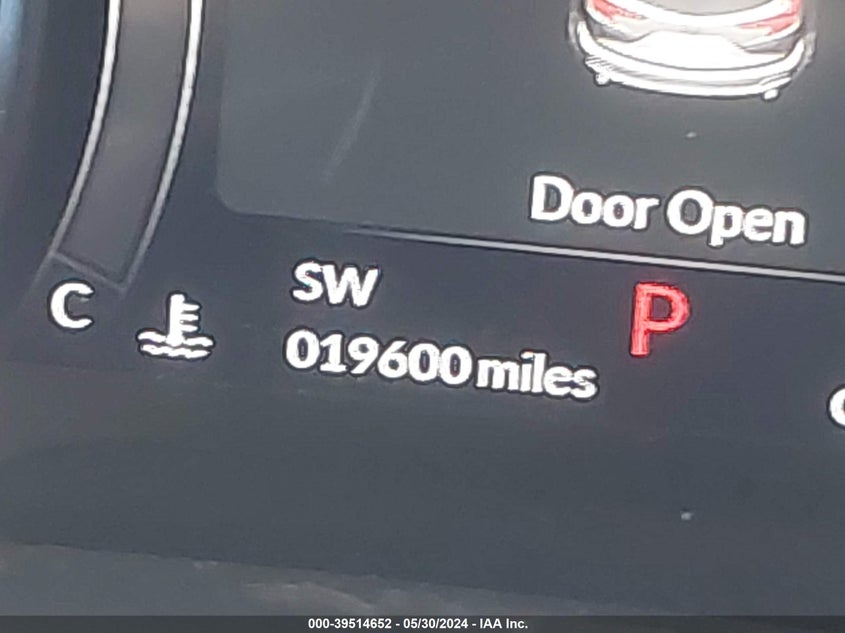 Door Open
C
SW
P
019600 miles
000-39514652 - 05/30/2024 - IAA Inc.